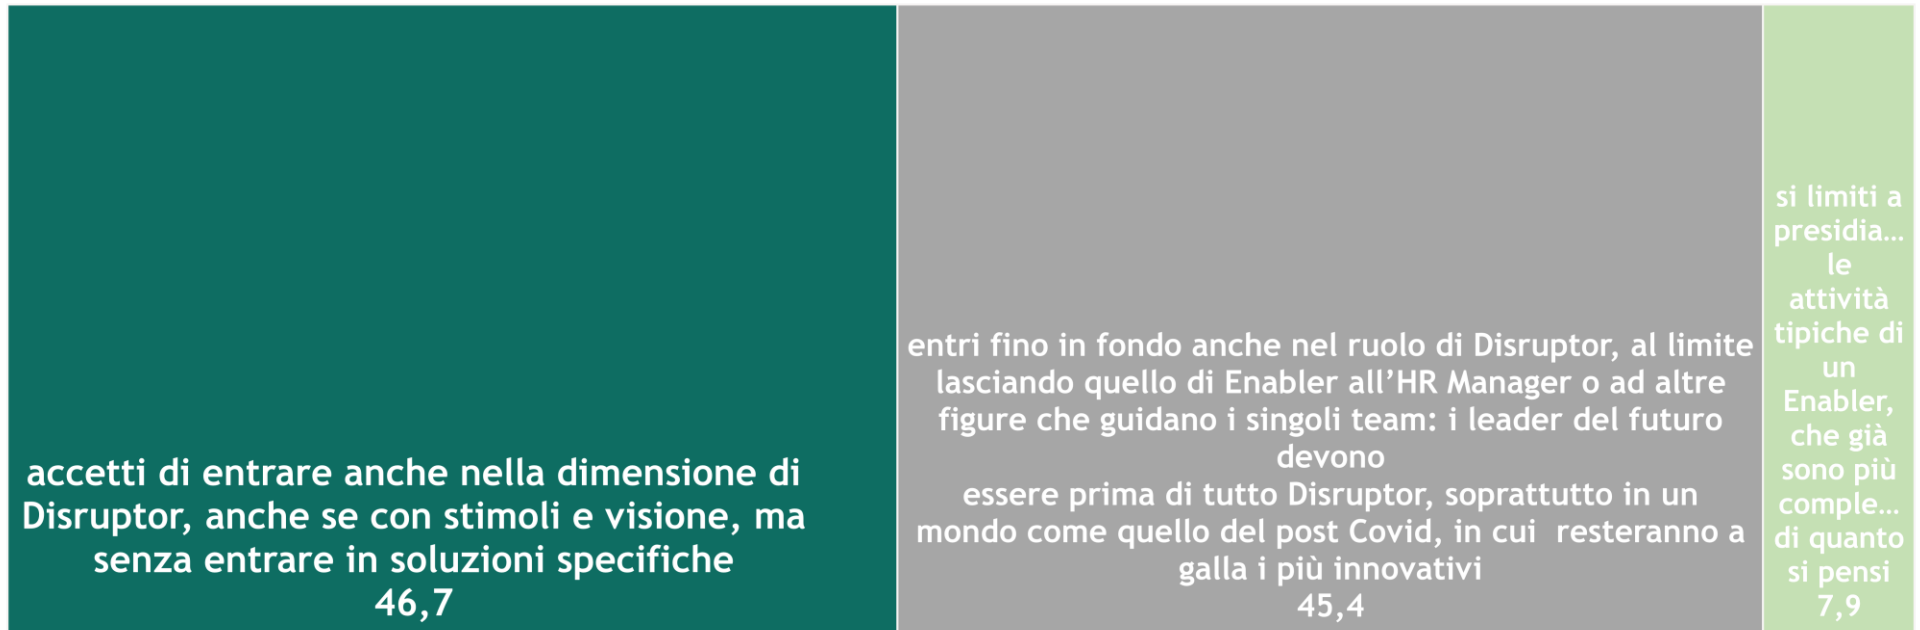 accetti di entrare anche nella dimensione di
Disruptor, anche se con stimoli e visione, ma
senza entrare in soluzioni specifiche
46,7
entri fino in fondo anche nel ruolo di Disruptor, al limite
lasciando quello di Enabler all’HR Manager o ad altre
figure che guidano i singoli team: i leader del futuro
devono
essere prima di tutto Disruptor, soprattutto in un
mondo come quello del post Covid, in cui  resteranno a
galla i più innovativi
45,4
si limiti a
presidia...
le
attività
tipiche di
un
Enabler,
che già
sono più
comple...
di quanto
si pensi
7,9